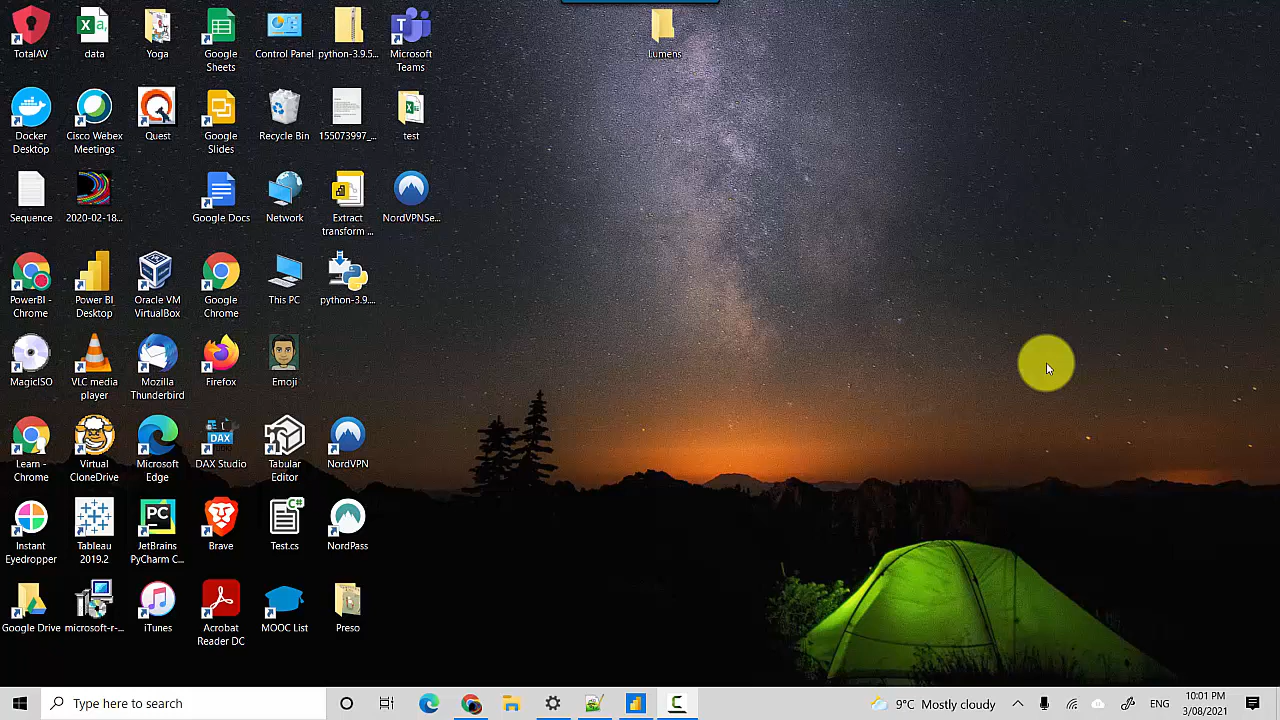 TotalAV
data
Yoga
Google
Sheets
Control Panel
python-3.9.5...
Microsoft
Teams
Lumens
Docker
Desktop
Cisco Webex
Meetings
Quest
Google
Slides
Recycle Bin
155073997_...
test
Sequence
2020-02-18...
Google Docs
Network
Extract
transform ...
NordVPNSe...
PowerBI -
Chrome
Power BI
Desktop
Oracle VM
VirtualBox
Google
Chrome
This PC
python-3.9....
MagicISO
VLC media
player
Mozilla
Thunderbird
Firefox
Emoji
Learn -
Chrome
Virtual
CloneDrive
Microsoft
Edge
DAX
DAX Studio
Tabular
Editor
NordVPN
Instant
Eyedropper
Tableau
2019.2
PC
JetBrains
PyCharm C...
Brave
C#
Test.cs
NordPass
Google Drive
microsoft-r-...
iTunes
Acrobat
Reader DC
MOOC List
Preso
Type here to search
9°C Mostly cloudy
ENG
10:01 PM
3/08/2021